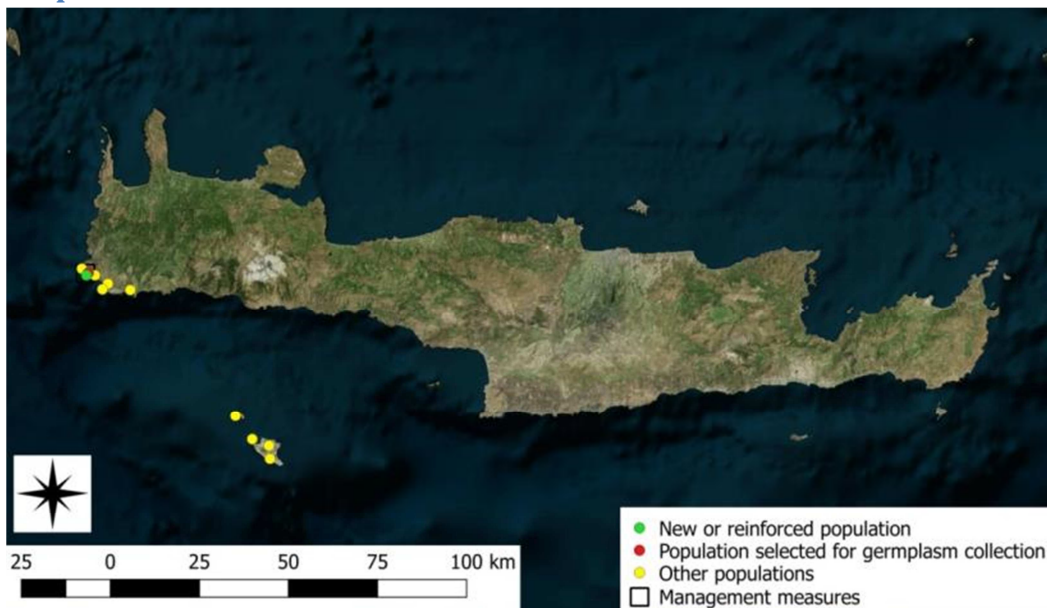 25 0 25 50 75 100 km
New or reinforced population
Population selected for germplasm collection
Other populations
Management measures